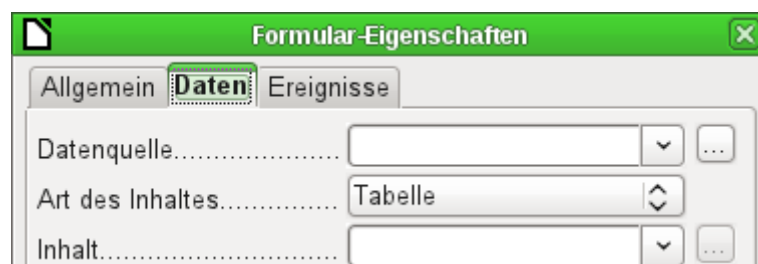 Formular-Eigenschaften
Allgemein Daten Ereignisse
Datenquelle..................... ...
Art des Inhaltes............... Tabelle
Inhalt........................... ...